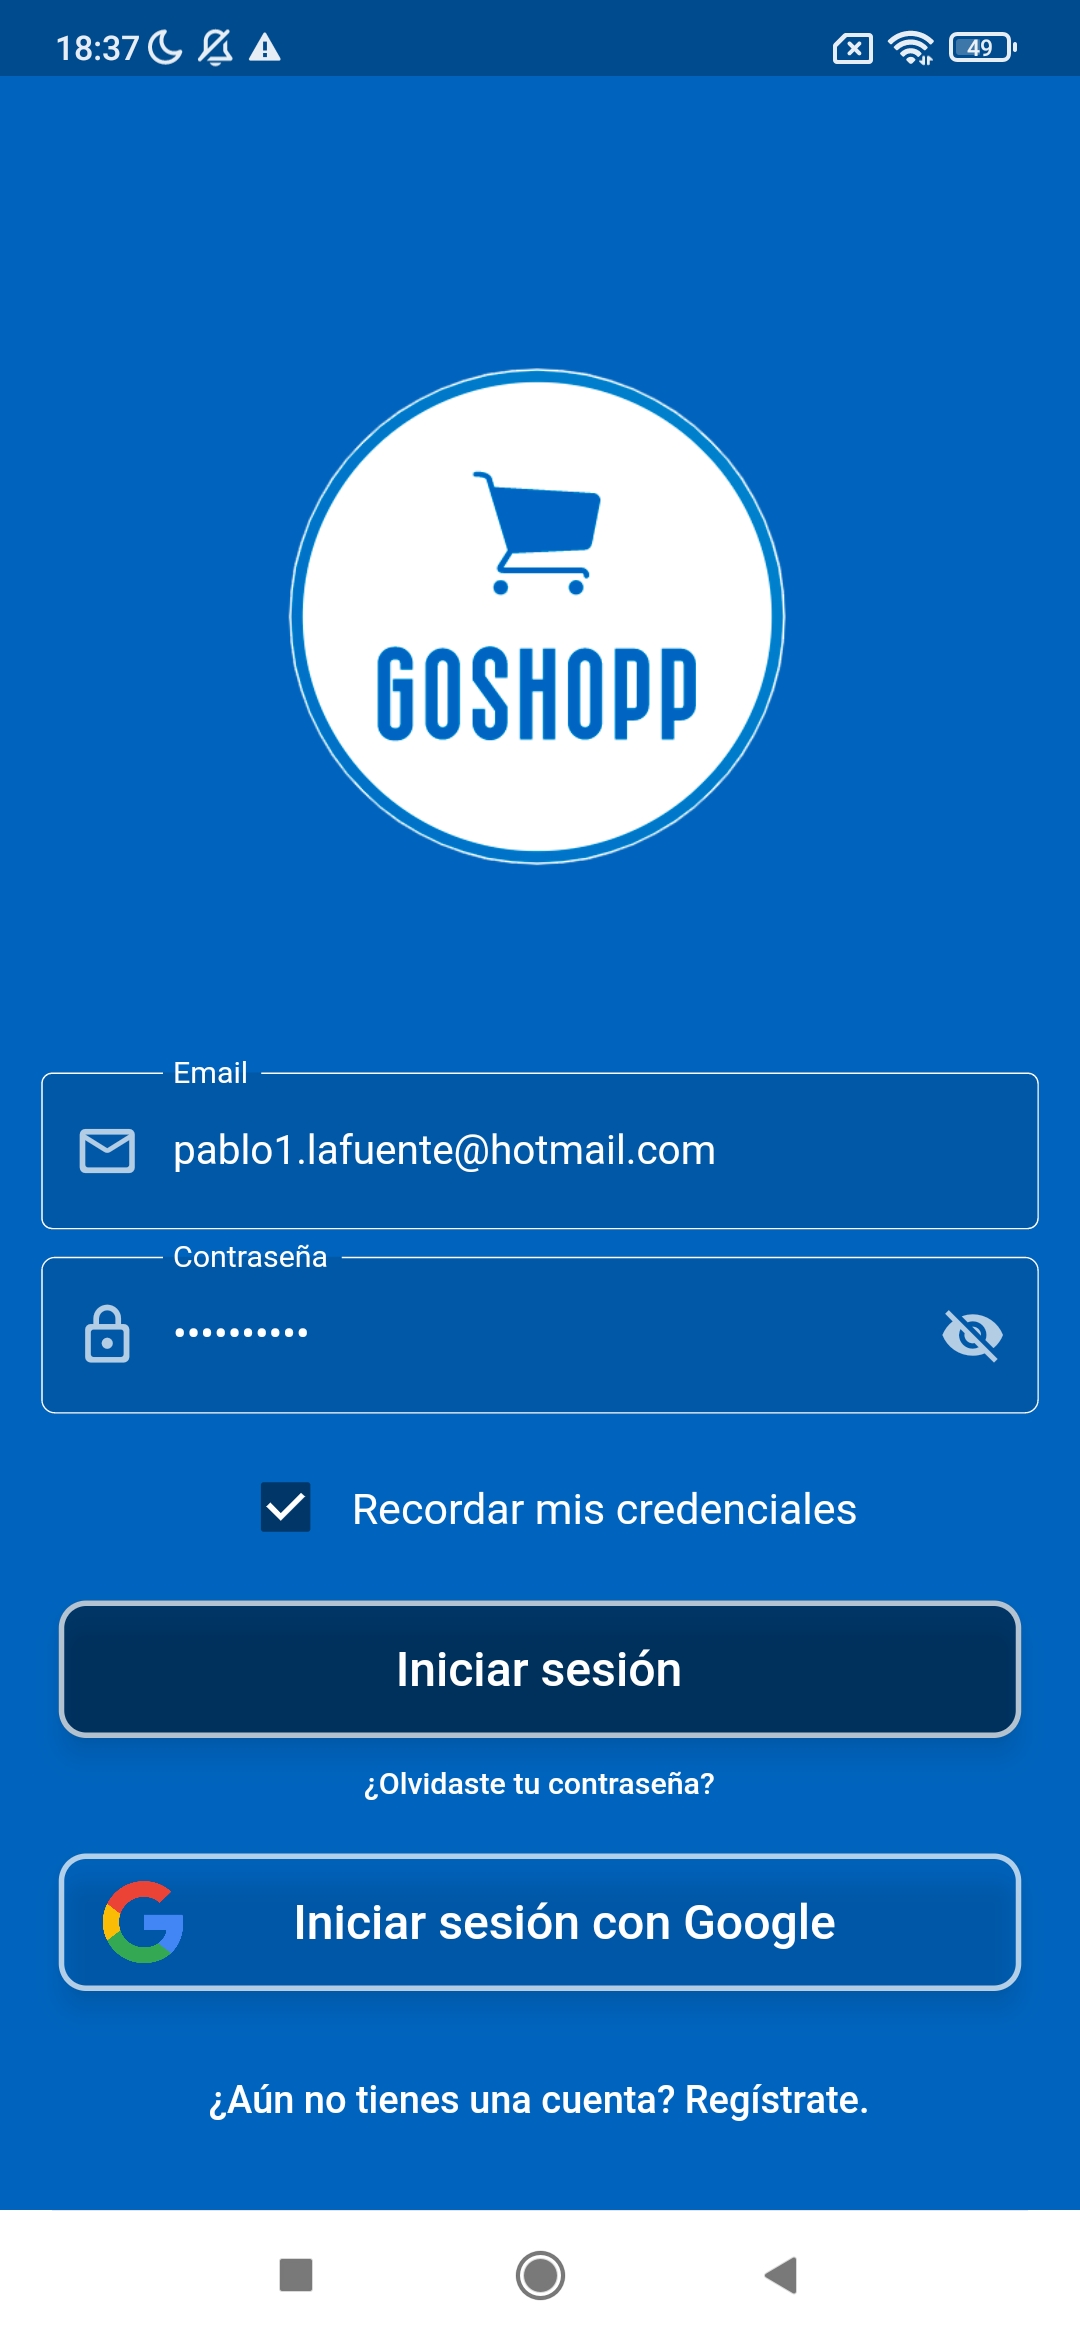 18:37
49
GOSHOPP
Email
pablo1.lafuente@hotmail.com
Contraseña
••••••••••
Recordar mis credenciales
Iniciar sesión
¿Olvidaste tu contraseña?
Iniciar sesión con Google
¿Aún no tienes una cuenta? Regístrate.